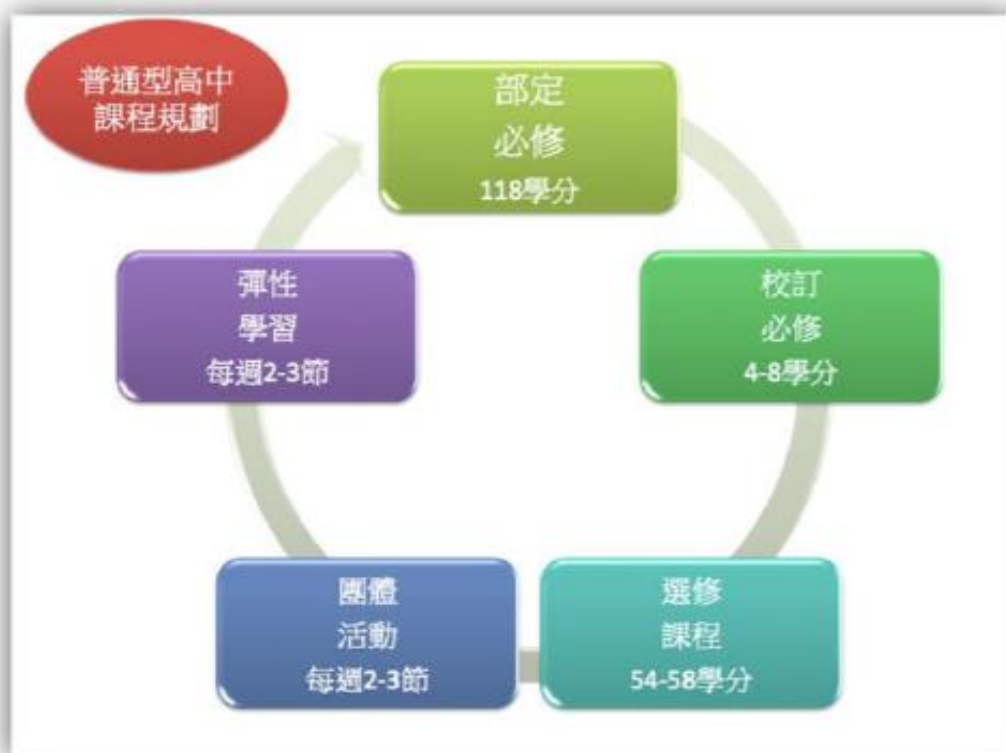 普通型高中
課程規劃
部定
必修
118學分
校訂
必修
4-8學分
選修
課程
54-58學分
團體
活動
每週2-3節
彈性
學習
每週2-3節